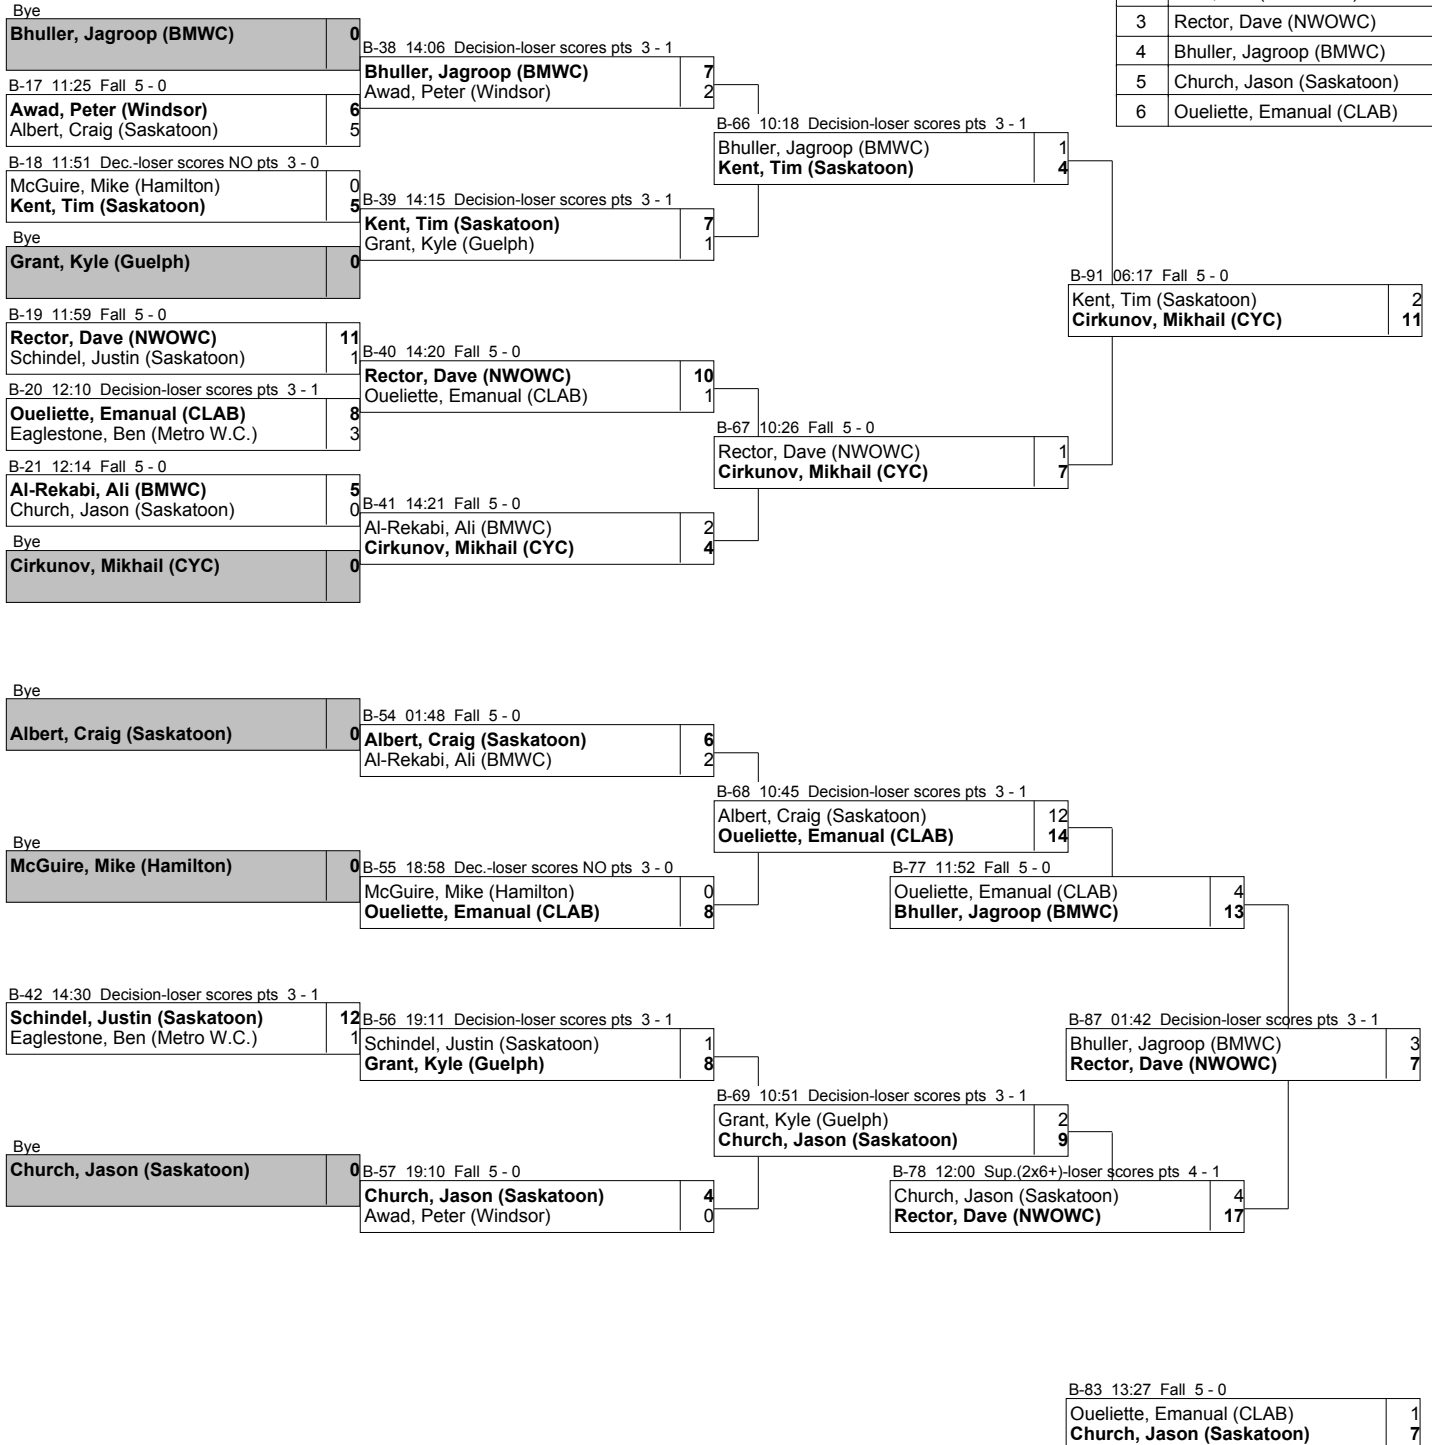 3 Rector, Dave (NWOWC)
4 Bhuller, Jagroop (BMWC)
5 Church, Jason (Saskatoon)
6 Oueliette, Emanual (CLAB)
Bye
Bhuller, Jagroop (BMWC) 0
B-17 11:25 Fall 5 - 0
Awad, Peter (Windsor) 6
Albert, Craig (Saskatoon) 5
B-18 11:51 Dec.-loser scores NO pts 3 - 0
McGuire, Mike (Hamilton) 0
Kent, Tim (Saskatoon) 5
Bye
Grant, Kyle (Guelph) 0
B-19 11:59 Fall 5 - 0
Rector, Dave (NWOWC) 11
Schindel, Justin (Saskatoon) 1
B-20 12:10 Decision-loser scores pts 3 - 1
Oueliette, Emanual (CLAB) 8
Eaglestone, Ben (Metro W.C.) 3
B-21 12:14 Fall 5 - 0
Al-Rekabi, Ali (BMWC) 5
Church, Jason (Saskatoon) 0
Bye
Cirkunov, Mikhail (CYC) 0
B-38 14:06 Decision-loser scores pts 3 - 1
Bhuller, Jagroop (BMWC) 7
Awad, Peter (Windsor) 2
B-39 14:15 Decision-loser scores pts 3 - 1
Kent, Tim (Saskatoon) 7
Grant, Kyle (Guelph) 1
B-40 14:20 Fall 5 - 0
Rector, Dave (NWOWC) 10
Oueliette, Emanual (CLAB) 1
B-41 14:21 Fall 5 - 0
Al-Rekabi, Ali (BMWC) 2
Cirkunov, Mikhail (CYC) 4
B-66 10:18 Decision-loser scores pts 3 - 1
Bhuller, Jagroop (BMWC) 1
Kent, Tim (Saskatoon) 4
B-67 10:26 Fall 5 - 0
Rector, Dave (NWOWC) 1
Cirkunov, Mikhail (CYC) 7
B-91 06:17 Fall 5 - 0
Kent, Tim (Saskatoon) 2
Cirkunov, Mikhail (CYC) 11
Bye
Albert, Craig (Saskatoon) 0
Bye
McGuire, Mike (Hamilton) 0
B-42 14:30 Decision-loser scores pts 3 - 1
Schindel, Justin (Saskatoon) 12
Eaglestone, Ben (Metro W.C.) 1
Bye
Church, Jason (Saskatoon) 0
B-54 01:48 Fall 5 - 0
Albert, Craig (Saskatoon) 6
Al-Rekabi, Ali (BMWC) 2
B-55 18:58 Dec.-loser scores NO pts 3 - 0
McGuire, Mike (Hamilton) 0
Oueliette, Emanual (CLAB) 8
B-56 19:11 Decision-loser scores pts 3 - 1
Schindel, Justin (Saskatoon) 1
Grant, Kyle (Guelph) 8
B-57 19:10 Fall 5 - 0
Church, Jason (Saskatoon) 4
Awad, Peter (Windsor) 0
B-68 10:45 Decision-loser scores pts 3 - 1
Albert, Craig (Saskatoon) 12
Oueliette, Emanual (CLAB) 14
B-69 10:51 Decision-loser scores pts 3 - 1
Grant, Kyle (Guelph) 2
Church, Jason (Saskatoon) 9
B-77 11:52 Fall 5 - 0
Oueliette, Emanual (CLAB) 4
Bhuller, Jagroop (BMWC) 13
B-78 12:00 Sup.(2x6+)-loser scores pts 4 - 1
Church, Jason (Saskatoon) 4
Rector, Dave (NWOWC) 17
B-87 01:42 Decision-loser scores pts 3 - 1
Bhuller, Jagroop (BMWC) 3
Rector, Dave (NWOWC) 7
B-83 13:27 Fall 5 - 0
Oueliette, Emanual (CLAB) 1
Church, Jason (Saskatoon) 7